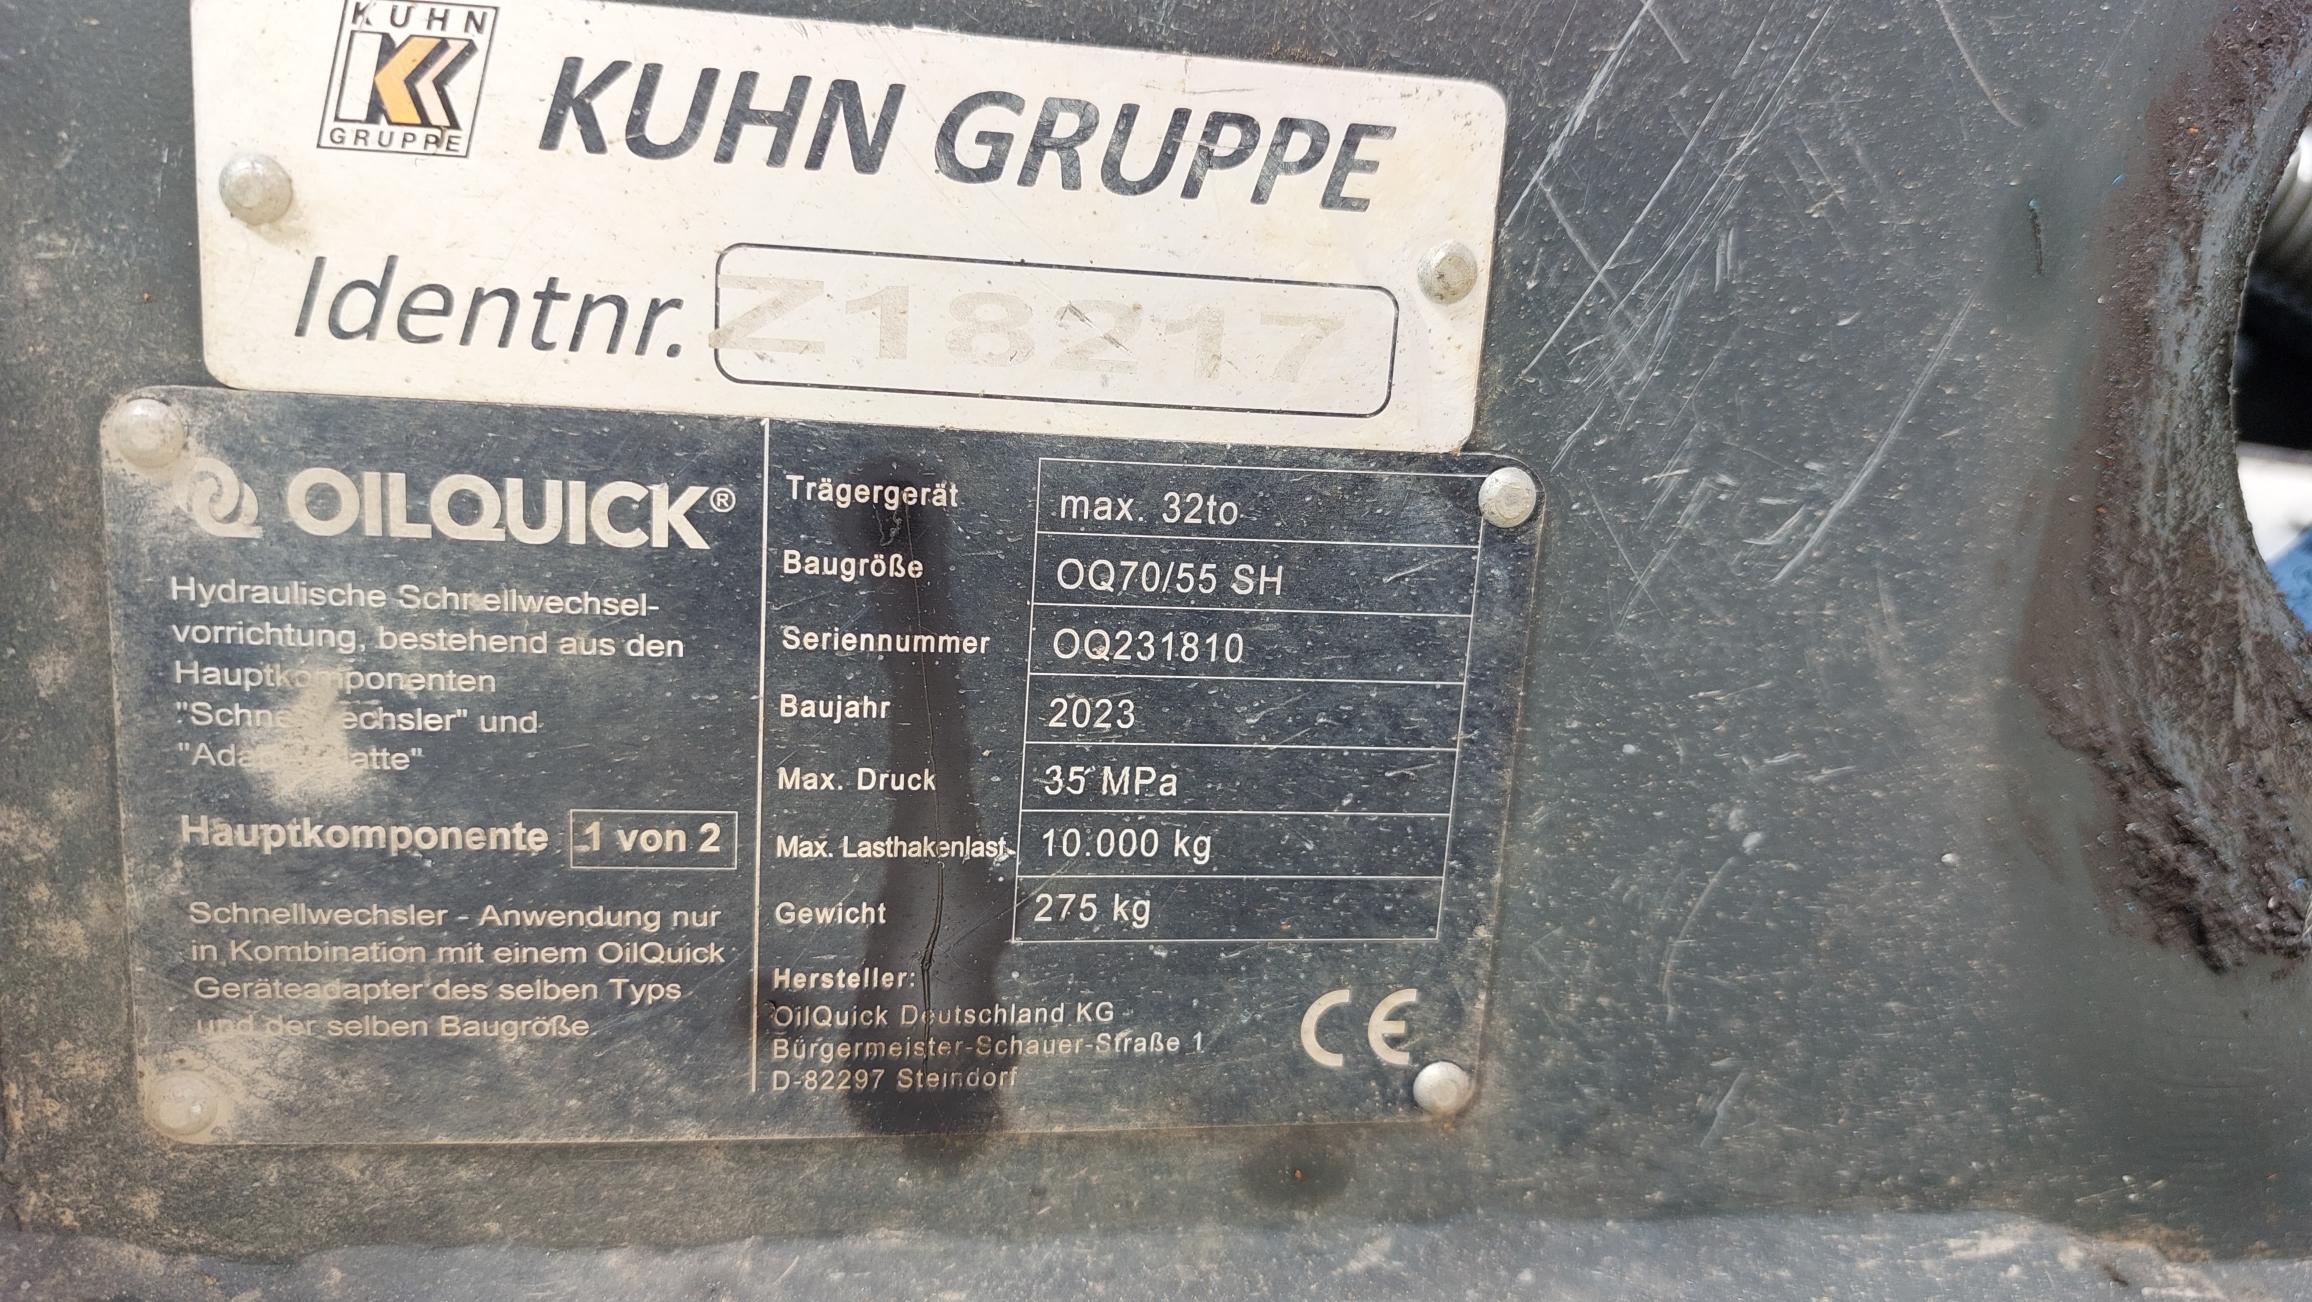 KUHN
GRUPPE
KUHN GRUPPE
Identnr. Z18217
OILQUICK®
Hydraulische Schnellwechsel-
vorrichtung, bestehend aus den
Hauptkomponenten
"Schnellwechsler" und
"Adapterplatte"
Hauptkomponente 1 von 2
Schnellwechsler - Anwendung nur
in Kombination mit einem OilQuick
Geräteadapter des selben Typs
und der selben Baugröße
Trägergerät max. 32to
Baugröße OQ70/55 SH
Seriennummer OQ231810
Baujahr 2023
Max. Druck 35 MPa
Max. Lasthakenlast 10.000 kg
Gewicht 275 kg
Hersteller:
OilQuick Deutschland KG
Bürgermeister-Schauer-Straße 1
D-82297 Steindorf
CE